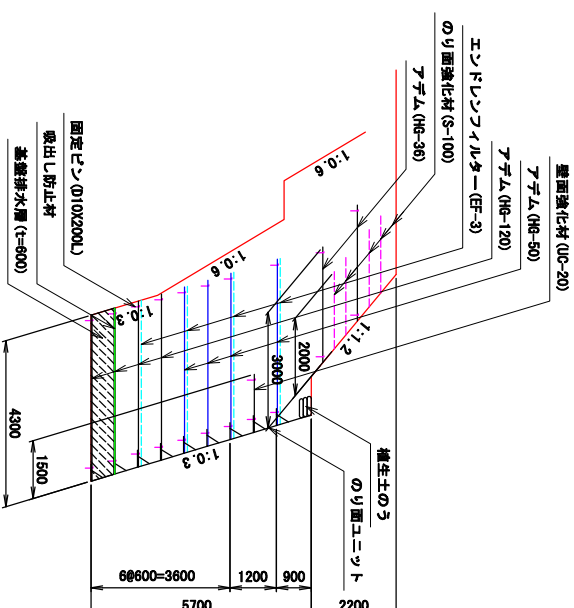 壁面強化材(UC-20)
アデム(HG-50)
アデム(HG-120)
エンドレンフィルター(EF-3)
のり面強化材(S-100)
アデム(HG-36)
1:0.6
1:0.6
1:1.2
1:0.3
1:0.3
2000
3000
固定ピン(D10X200L)
吸出し防止材
基盤排水層(t=600)
4300
1500
植生土のう
のり面ユニット
6@600=3600
1200
900
5700
2200